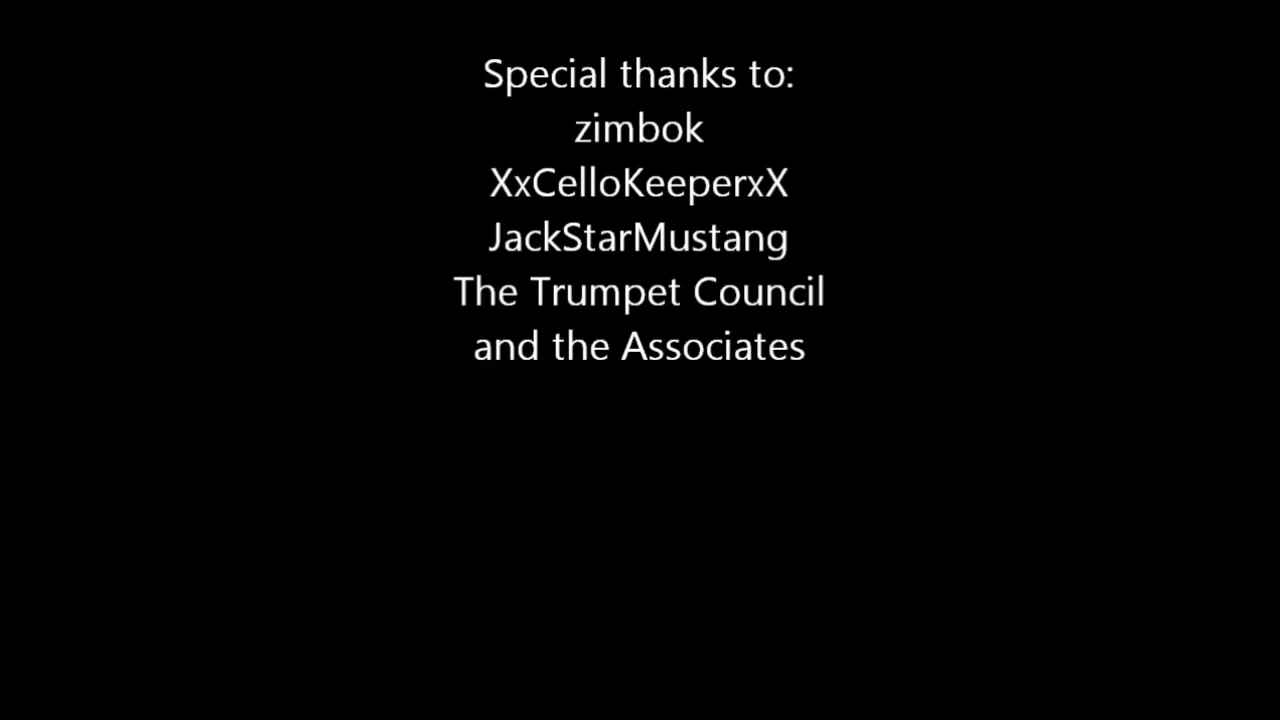 Special thanks to:
zimbok
XxCelloKeeperxX
JackStarMustang
The Trumpet Council
and the Associates